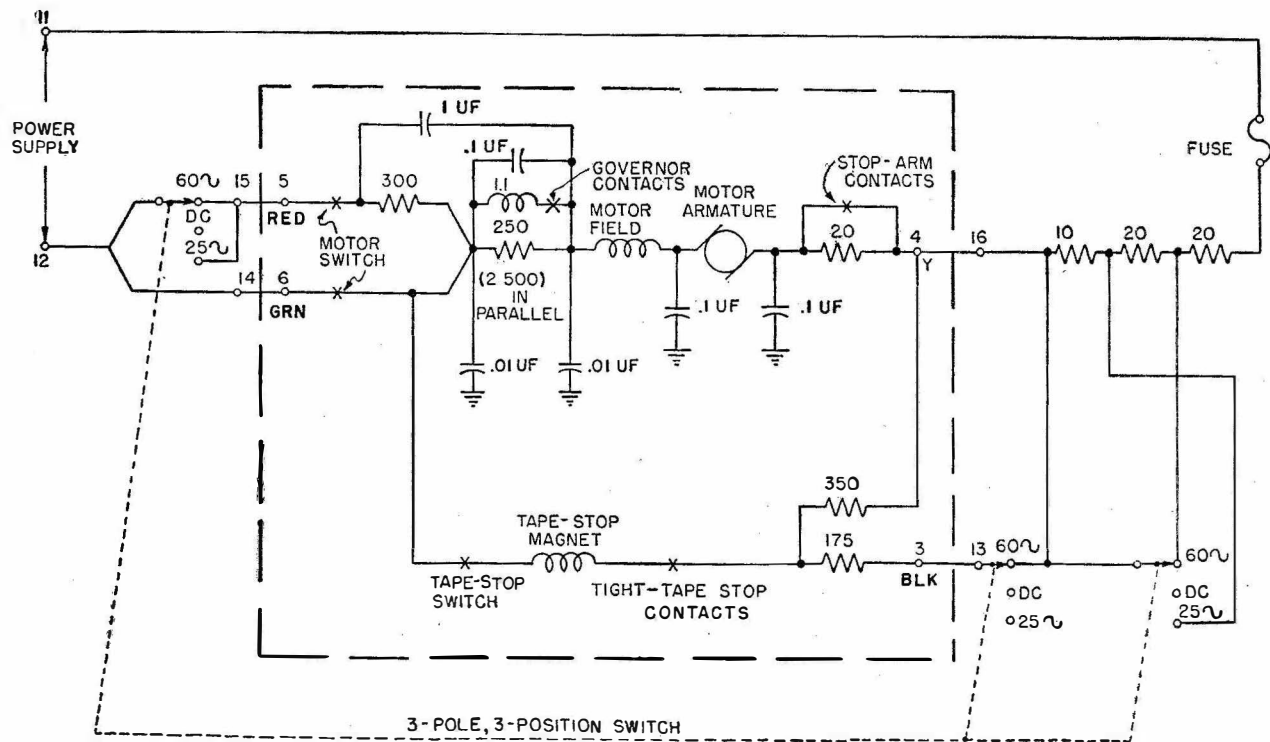 11
POWER
SUPPLY
12
60∿
DC
25∿
15
14
5
RED
6
GRN
MOTOR
SWITCH
.1 UF
300
.1 UF
1.1
GOVERNOR
CONTACTS
250
(2 500)
IN
PARALLEL
MOTOR
FIELD
MOTOR
ARMATURE
STOP-ARM
CONTACTS
20
4
Y
16
10
20
20
FUSE
.01 UF
.01 UF
.1 UF
.1 UF
350
175
3
BLK
13
TAPE-STOP
MAGNET
TAPE-STOP
SWITCH
TIGHT-TAPE STOP
CONTACTS
60∿
DC
25∿
60∿
DC
25∿
3-POLE, 3-POSITION SWITCH